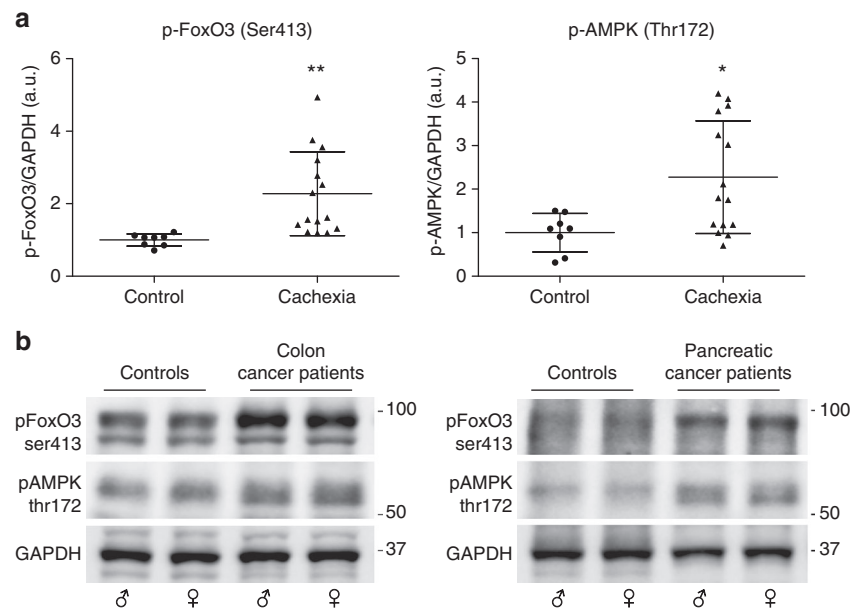 a
p-FoxO3 (Ser413)
p-FoxO3/GAPDH (a.u.)
6
4
2
0
**
Control
Cachexia
p-AMPK (Thr172)
p-AMPK/GAPDH (a.u.)
5
4
3
2
1
0
*
Control
Cachexia
b
Controls
Colon
cancer patients
pFoxO3
ser413
- 100
pAMPK
thr172
- 50
GAPDH
- 37
♂ ♀ ♂ ♀
Controls
Pancreatic
cancer patients
pFoxO3
ser413
- 100
pAMPK
thr172
- 50
GAPDH
- 37
♂ ♀ ♂ ♀